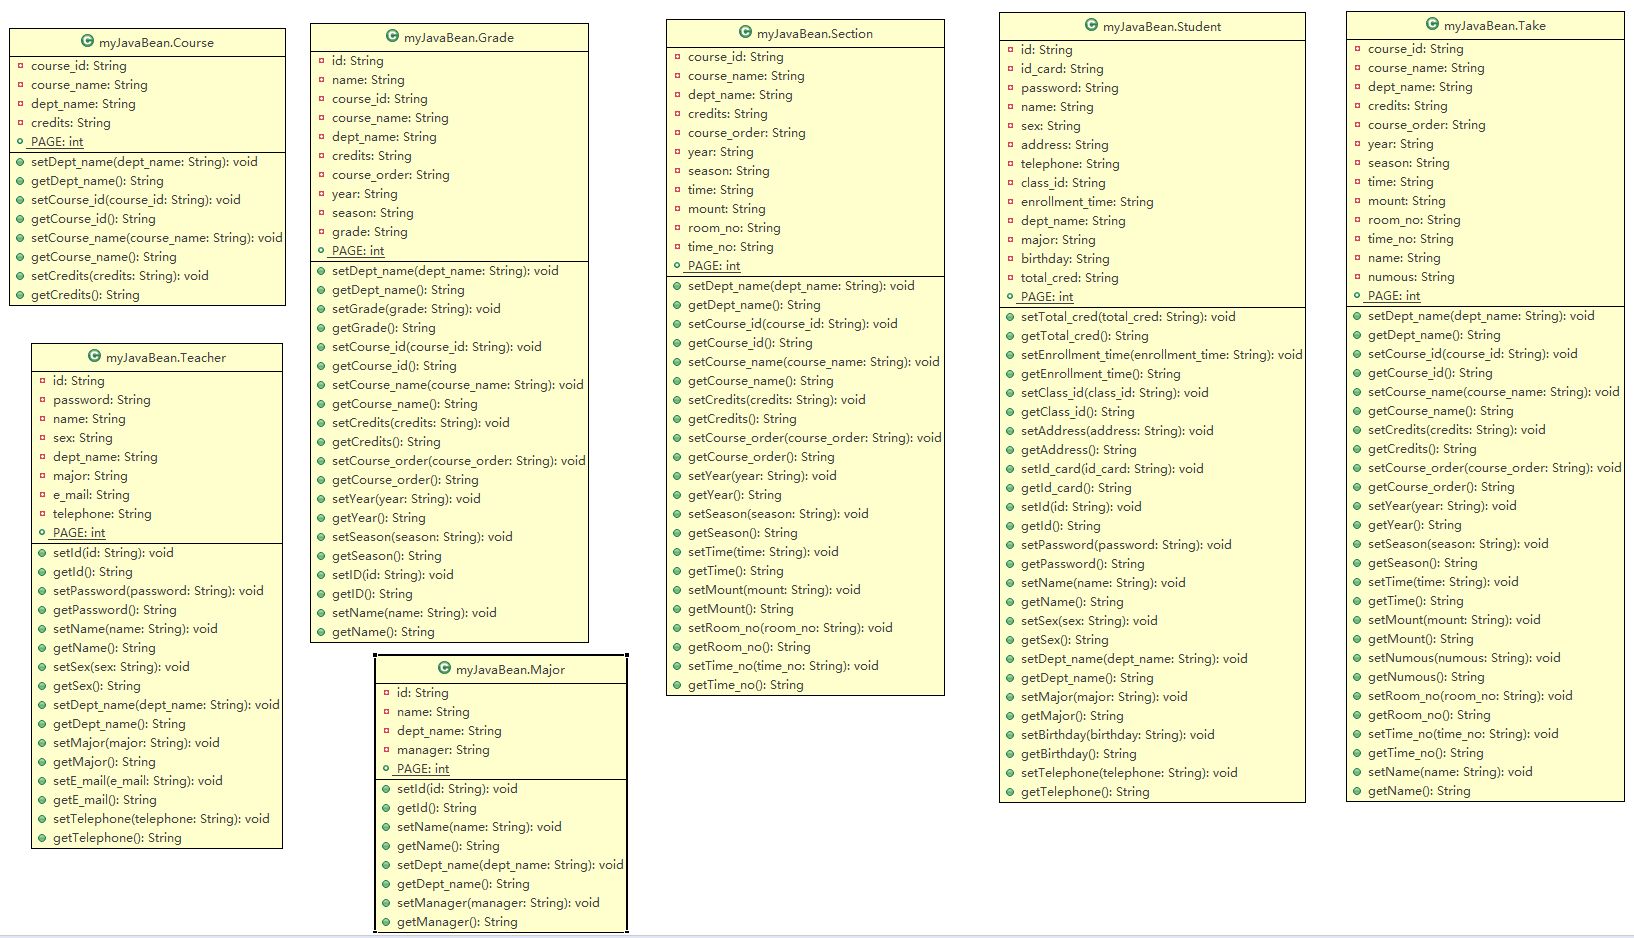 myJavaBean.Course
course_id: String
course_name: String
dept_name: String
credits: String
PAGE: int
setDept_name(dept_name: String): void
getDept_name(): String
setCourse_id(course_id: String): void
getCourse_id(): String
setCourse_name(course_name: String): void
getCourse_name(): String
setCredits(credits: String): void
getCredits(): String
myJavaBean.Teacher
id: String
password: String
name: String
sex: String
dept_name: String
major: String
e_mail: String
telephone: String
PAGE: int
setId(id: String): void
getId(): String
setPassword(password: String): void
getPassword(): String
setName(name: String): void
getName(): String
setSex(sex: String): void
getSex(): String
setDept_name(dept_name: String): void
getDept_name(): String
setMajor(major: String): void
getMajor(): String
setE_mail(e_mail: String): void
getE_mail(): String
setTelephone(telephone: String): void
getTelephone(): String
myJavaBean.Grade
id: String
name: String
course_id: String
course_name: String
dept_name: String
credits: String
course_order: String
year: String
season: String
grade: String
PAGE: int
setDept_name(dept_name: String): void
getDept_name(): String
setGrade(grade: String): void
getGrade(): String
setCourse_id(course_id: String): void
getCourse_id(): String
setCourse_name(course_name: String): void
getCourse_name(): String
setCredits(credits: String): void
getCredits(): String
setCourse_order(course_order: String): void
getCourse_order(): String
setYear(year: String): void
getYear(): String
setSeason(season: String): void
getSeason(): String
setID(id: String): void
getID(): String
setName(name: String): void
getName(): String
myJavaBean.Major
id: String
name: String
dept_name: String
manager: String
PAGE: int
setId(id: String): void
getId(): String
setName(name: String): void
getName(): String
setDept_name(dept_name: String): void
getDept_name(): String
setManager(manager: String): void
getManager(): String
myJavaBean.Section
course_id: String
course_name: String
dept_name: String
credits: String
course_order: String
year: String
season: String
time: String
mount: String
room_no: String
time_no: String
PAGE: int
setDept_name(dept_name: String): void
getDept_name(): String
setCourse_id(course_id: String): void
getCourse_id(): String
setCourse_name(course_name: String): void
getCourse_name(): String
setCredits(credits: String): void
getCredits(): String
setCourse_order(course_order: String): void
getCourse_order(): String
setYear(year: String): void
getYear(): String
setSeason(season: String): void
getSeason(): String
setTime(time: String): void
getTime(): String
setMount(mount: String): void
getMount(): String
setRoom_no(room_no: String): void
getRoom_no(): String
setTime_no(time_no: String): void
getTime_no(): String
myJavaBean.Student
id: String
id_card: String
password: String
name: String
sex: String
address: String
telephone: String
class_id: String
enrollment_time: String
dept_name: String
major: String
birthday: String
total_cred: String
PAGE: int
setTotal_cred(total_cred: String): void
getTotal_cred(): String
setEnrollment_time(enrollment_time: String): void
getEnrollment_time(): String
setClass_id(class_id: String): void
getClass_id(): String
setAddress(address: String): void
getAddress(): String
setId_card(id_card: String): void
getId_card(): String
setId(id: String): void
getId(): String
setPassword(password: String): void
getPassword(): String
setName(name: String): void
getName(): String
setSex(sex: String): void
getSex(): String
setDept_name(dept_name: String): void
getDept_name(): String
setMajor(major: String): void
getMajor(): String
setBirthday(birthday: String): void
getBirthday(): String
setTelephone(telephone: String): void
getTelephone(): String
myJavaBean.Take
course_id: String
course_name: String
dept_name: String
credits: String
course_order: String
year: String
season: String
time: String
mount: String
room_no: String
time_no: String
name: String
numous: String
PAGE: int
setDept_name(dept_name: String): void
getDept_name(): String
setCourse_id(course_id: String): void
getCourse_id(): String
setCourse_name(course_name: String): void
getCourse_name(): String
setCredits(credits: String): void
getCredits(): String
setCourse_order(course_order: String): void
getCourse_order(): String
setYear(year: String): void
getYear(): String
setSeason(season: String): void
getSeason(): String
setTime(time: String): void
getTime(): String
setMount(mount: String): void
getMount(): String
setNumous(numous: String): void
getNumous(): String
setRoom_no(room_no: String): void
getRoom_no(): String
setTime_no(time_no: String): void
getTime_no(): String
setName(name: String): void
getName(): String